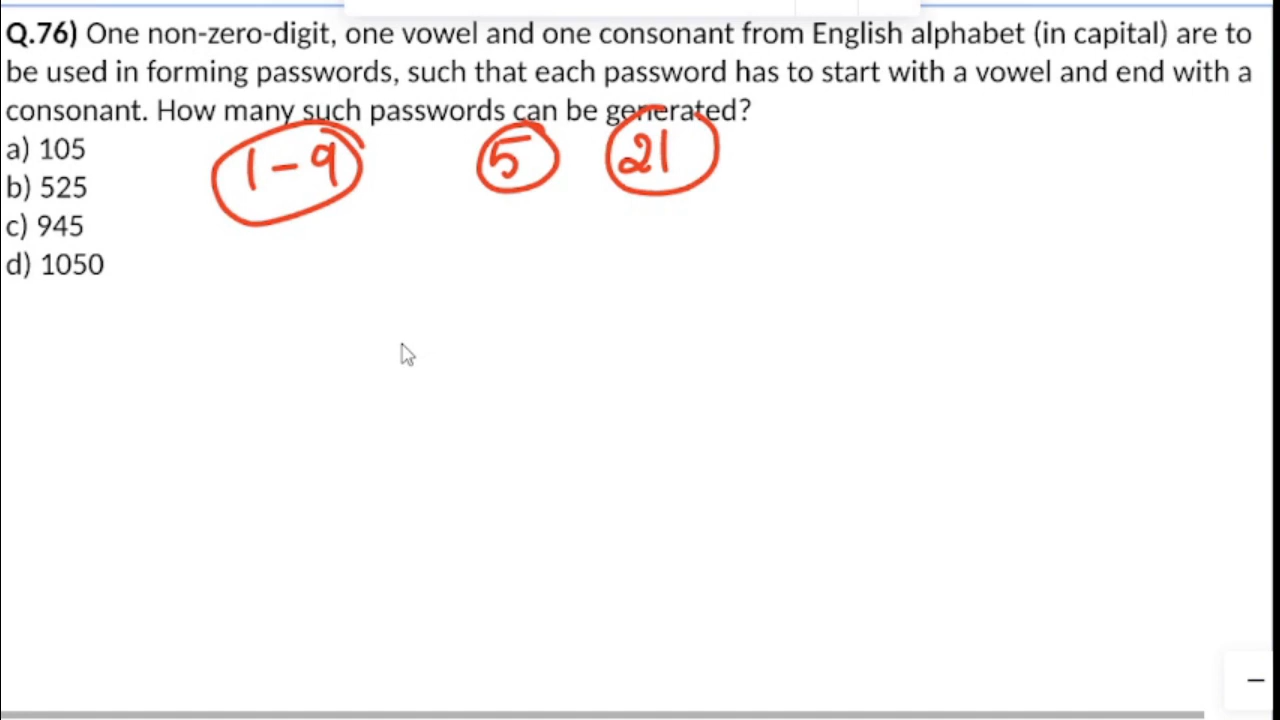 Q.76) One non-zero-digit, one vowel and one consonant from English alphabet (in capital) are to
be used in forming passwords, such that each password has to start with a vowel and end with a
consonant. How many such passwords can be generated?
a) 105
1-9 5 21
b) 525
c) 945
d) 1050